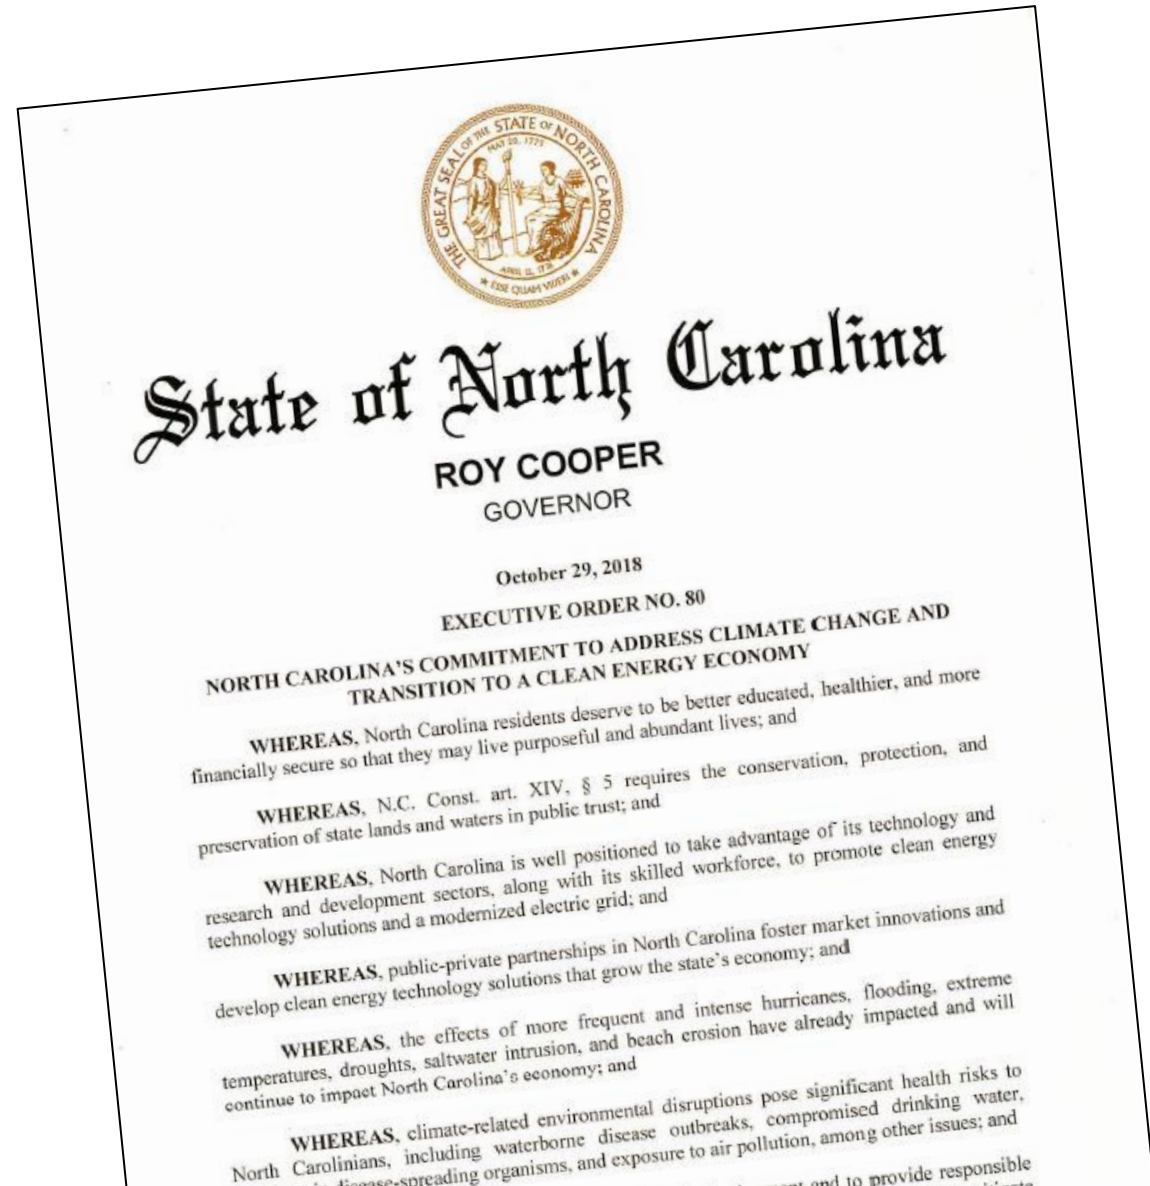 THE GREAT SEAL OF THE STATE OF NORTH CAROLINA
MAY 20, 1775
APRIL 12, 1776
ESSE QUAM VIDERI
State of North Carolina
ROY COOPER
GOVERNOR
October 29, 2018
EXECUTIVE ORDER NO. 80
NORTH CAROLINA'S COMMITMENT TO ADDRESS CLIMATE CHANGE AND
TRANSITION TO A CLEAN ENERGY ECONOMY
WHEREAS, North Carolina residents deserve to be better educated, healthier, and more
financially secure so that they may live purposeful and abundant lives; and
WHEREAS, N.C. Const. art. XIV, § 5 requires the conservation, protection, and
preservation of state lands and waters in public trust; and
WHEREAS, North Carolina is well positioned to take advantage of its technology and
research and development sectors, along with its skilled workforce, to promote clean energy
technology solutions and a modernized electric grid; and
WHEREAS, public-private partnerships in North Carolina foster market innovations and
develop clean energy technology solutions that grow the state's economy; and
WHEREAS, the effects of more frequent and intense hurricanes, flooding, extreme
temperatures, droughts, saltwater intrusion, and beach erosion have already impacted and will
continue to impact North Carolina's economy; and
WHEREAS, climate-related environmental disruptions pose significant health risks to
North Carolinians, including waterborne disease outbreaks, compromised drinking water,
disease-spreading organisms, and exposure to air pollution, among other issues; and
and to provide responsible